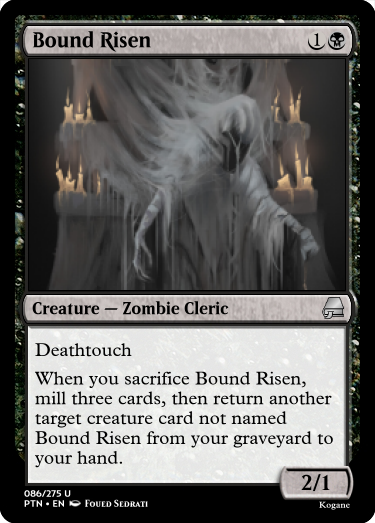 Bound Risen 1
Creature — Zombie Cleric
Deathtouch
When you sacrifice Bound Risen,
mill three cards, then return another
target creature card not named
Bound Risen from your graveyard to
your hand.
2/1
086/275 U
PTN • EN Foued Sedrati
Kogane